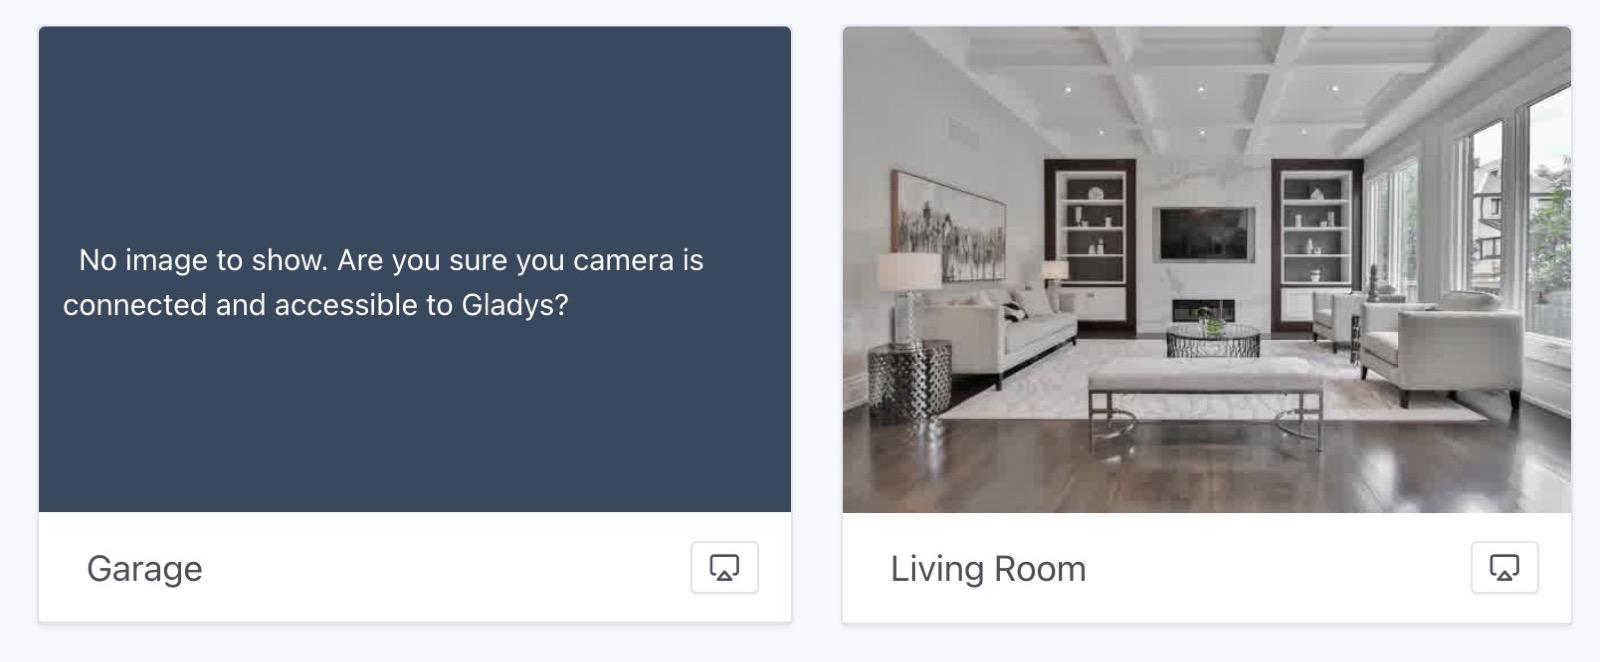 No image to show. Are you sure you camera is
connected and accessible to Gladys?
Garage
Living Room